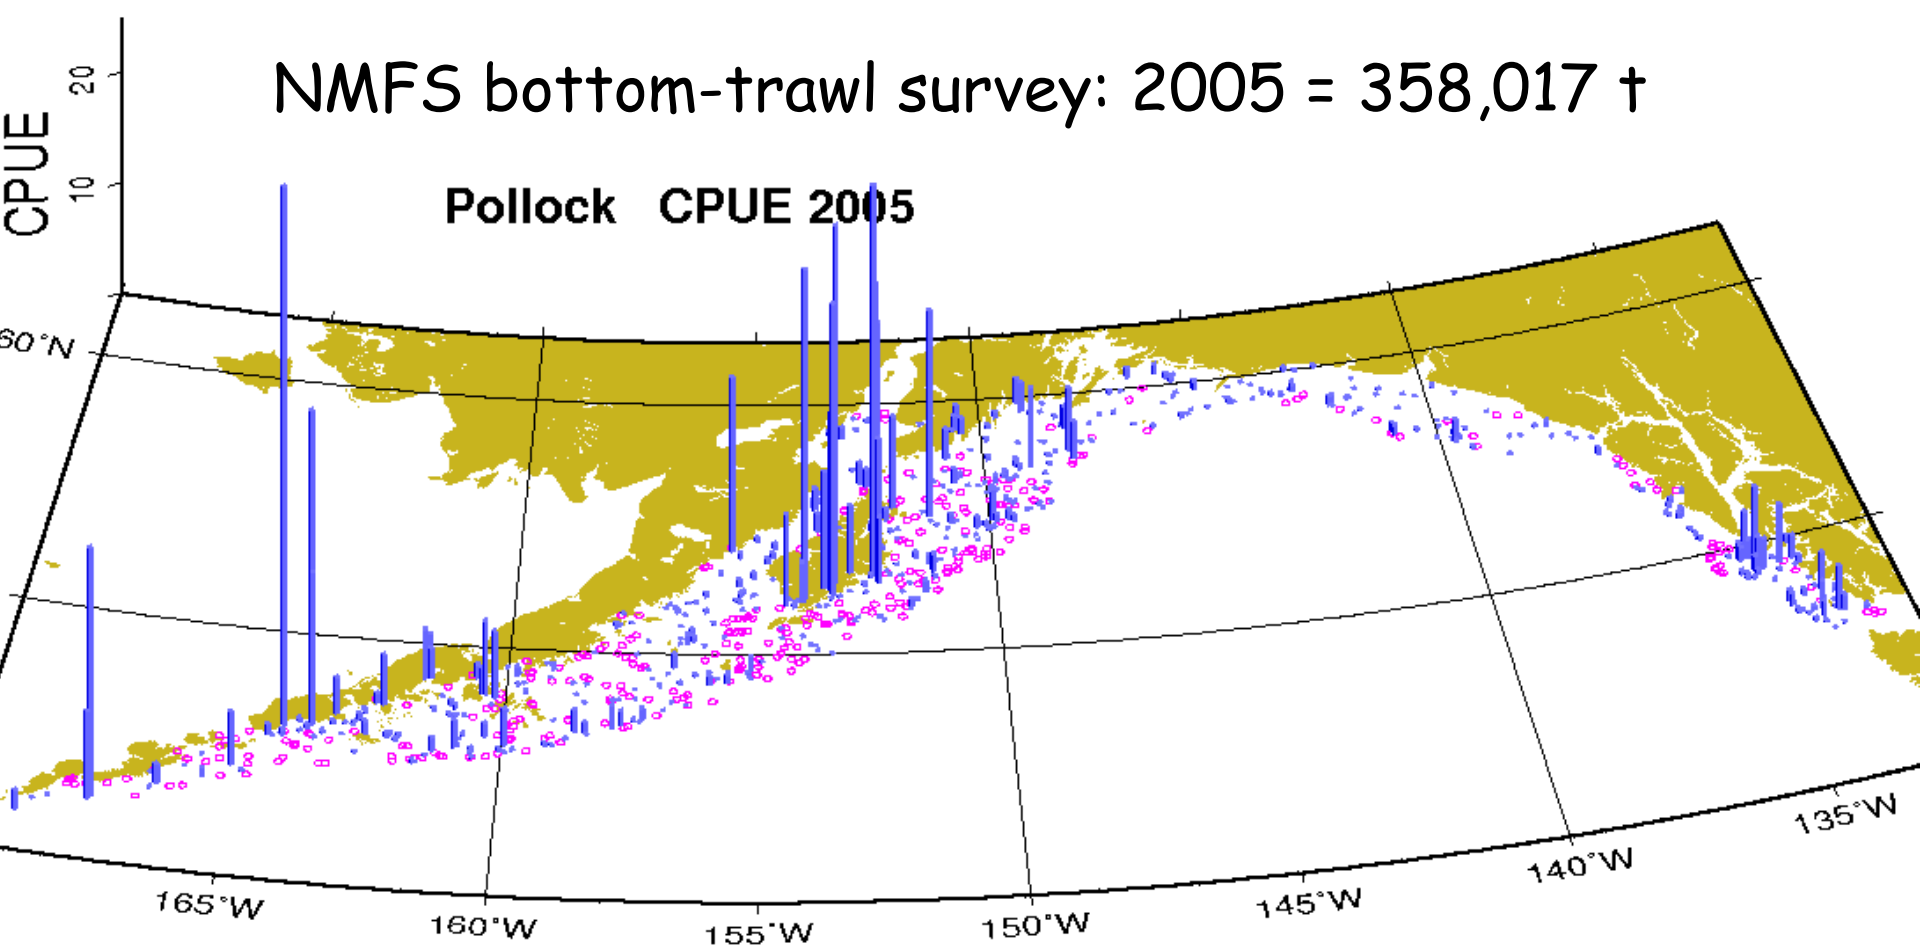 NMFS bottom-trawl survey: 2005 = 358,017 t
20
10
CPUE
Pollock CPUE 2005
60°N
135°W
140°W
145°W
150°W
155°W
160°W
165°W